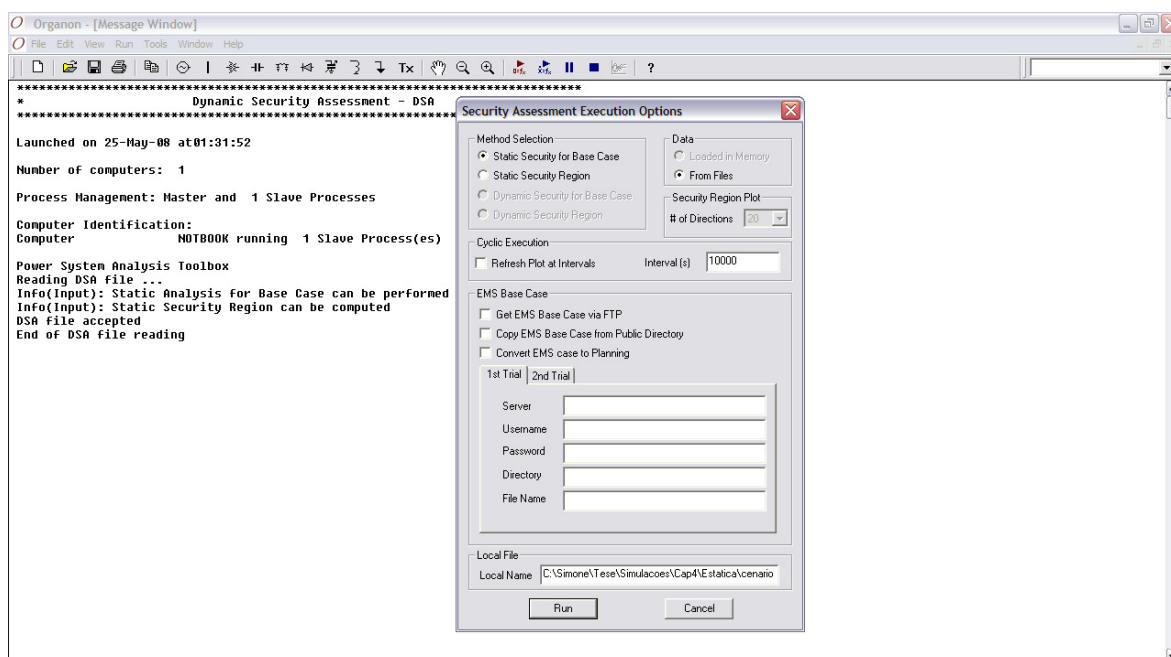 Organon - [Message Window]
File Edit View Run Tools Window Help
Tx ?
*****************************************************************************
* Dynamic Security Assessment - DSA
************************************************************
Launched on 25-May-08 at01:31:52
Number of computers: 1
Process Management: Master and 1 Slave Processes
Computer Identification:
Computer NOTBOOK running 1 Slave Process(es)
Power System Analysis Toolbox
Reading DSA file ...
Info(Input): Static Analysis for Base Case can be performed
Info(Input): Static Security Region can be computed
DSA file accepted
End of DSA file reading
Security Assessment Execution Options
Method Selection
Static Security for Base Case
Static Security Region
Dynamic Security for Base Case
Dynamic Security Region
Data
Loaded in Memory
From Files
Security Region Plot
# of Directions 20
Cyclic Execution
Refresh Plot at Intervals Interval (s) 10000
EMS Base Case
Get EMS Base Case via FTP
Copy EMS Base Case from Public Directory
Convert EMS case to Planning
1st Trial 2nd Trial
Server
Username
Password
Directory
File Name
Local File
Local Name C:\Simone\Tese\Simulacoes\Cap4\Estatica\cenario
Run Cancel